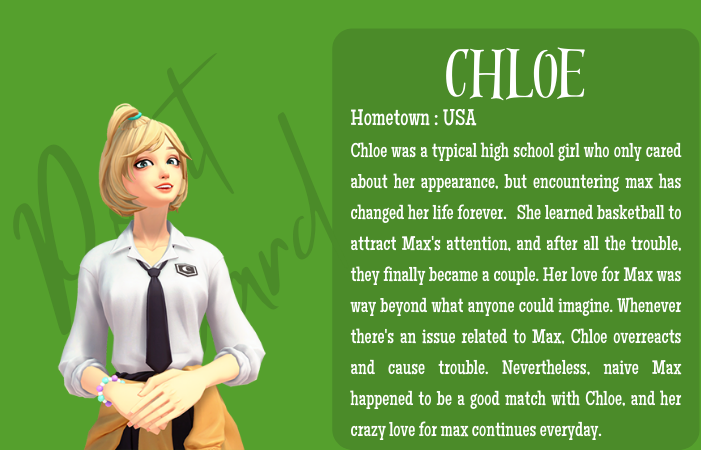 CHLOE
Hometown : USA
Chloe was a typical high school girl who only cared
about her appearance, but encountering max has
changed her life forever. She learned basketball to
attract Max's attention, and after all the trouble,
they finally became a couple. Her love for Max was
way beyond what anyone could imagine. Whenever
there's an issue related to Max, Chloe overreacts
and cause trouble. Nevertheless, naive Max
happened to be a good match with Chloe, and her
crazy love for max continues everyday.